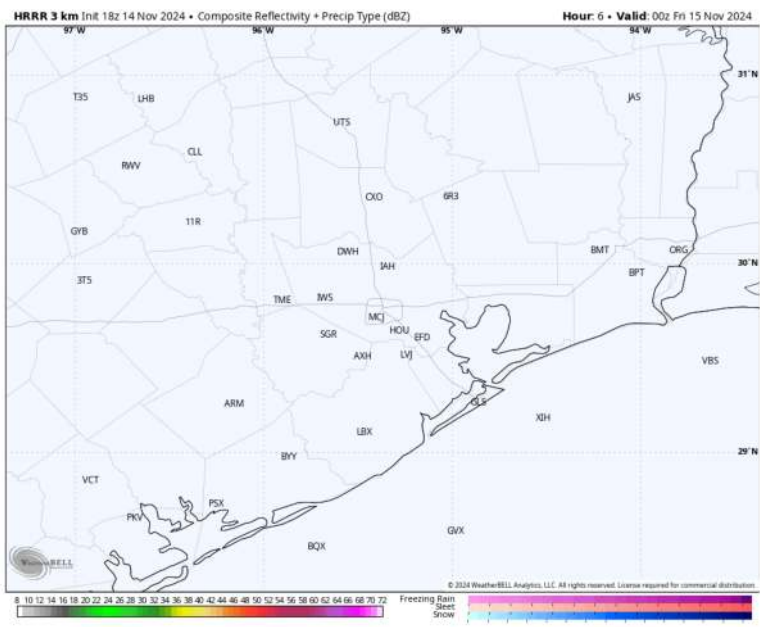 HRRR 3 km Init 18z 14 Nov 2024 • Composite Reflectivity + Precip Type (dBZ) Hour: 6 • Valid: 00z Fri 15 Nov 2024
97°W 96°W 95°W 94°W
31°N
T35 LHB JAS
UTS
CLL
RWV
CXO 6R3
11R
GYB
DWH BMT ORG
IAH 30°N
BPT
3T5
TME IWS
MCJ
SGR HOU
EFD
AXH LVJ
VBS
ARM GLS
XIH
LBX
29°N
BYY
VCT
PSX
PKV
GVX
BQX
WEATHERBELL
© 2024 WeatherBELL Analytics, LLC. All rights reserved. License required for commercial distribution.
8 10 12 14 16 18 20 22 24 26 28 30 32 34 36 38 40 42 44 46 48 50 52 54 56 58 60 62 64 66 68 70 72
Freezing Rain
Sleet
Snow